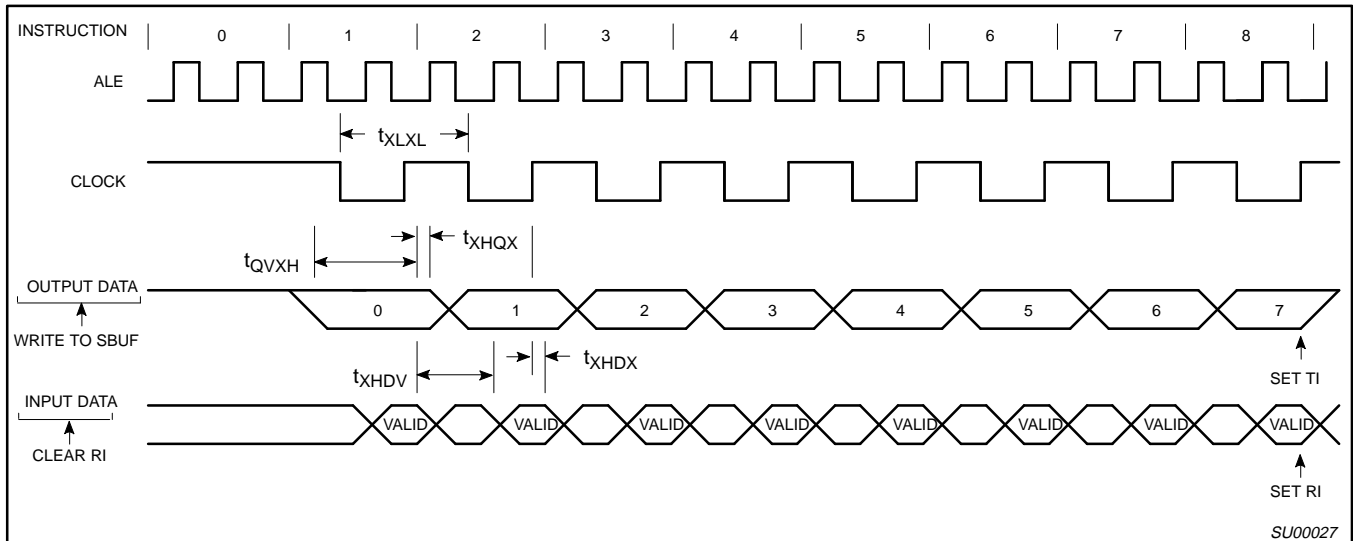 INSTRUCTION 0 1 2 3 4 5 6 7 8
ALE
tXLXL
CLOCK
tXHQX
tQVXH
OUTPUT DATA
0 1 2 3 4 5 6 7
WRITE TO SBUF
tXHDX
tXHDV
SET TI
INPUT DATA
VALID VALID VALID VALID VALID VALID VALID VALID
CLEAR RI
SET RI
SU00027